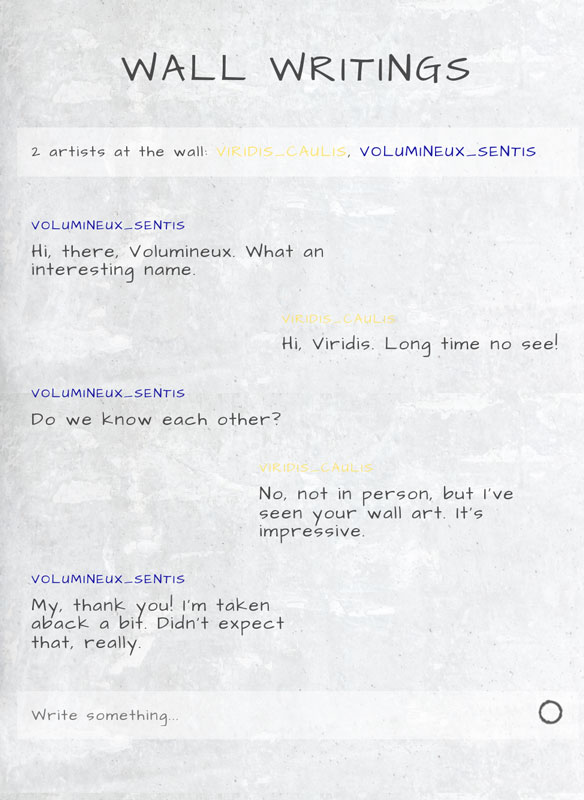 WALL WRITINGS
2 artists at the wall: VIRIDIS_CAULIS, VOLUMINEUX_SENTIS
VOLUMINEUX_SENTIS
Hi, there, Volumineux. What an
interesting name.
VIRIDIS_CAULIS
Hi, Viridis. Long time no see!
VOLUMINEUX_SENTIS
Do we know each other?
VIRIDIS_CAULIS
No, not in person, but I've
seen your wall art. It's
impressive.
VOLUMINEUX_SENTIS
My, thank you! I'm taken
aback a bit. Didn't expect
that, really.
Write something...